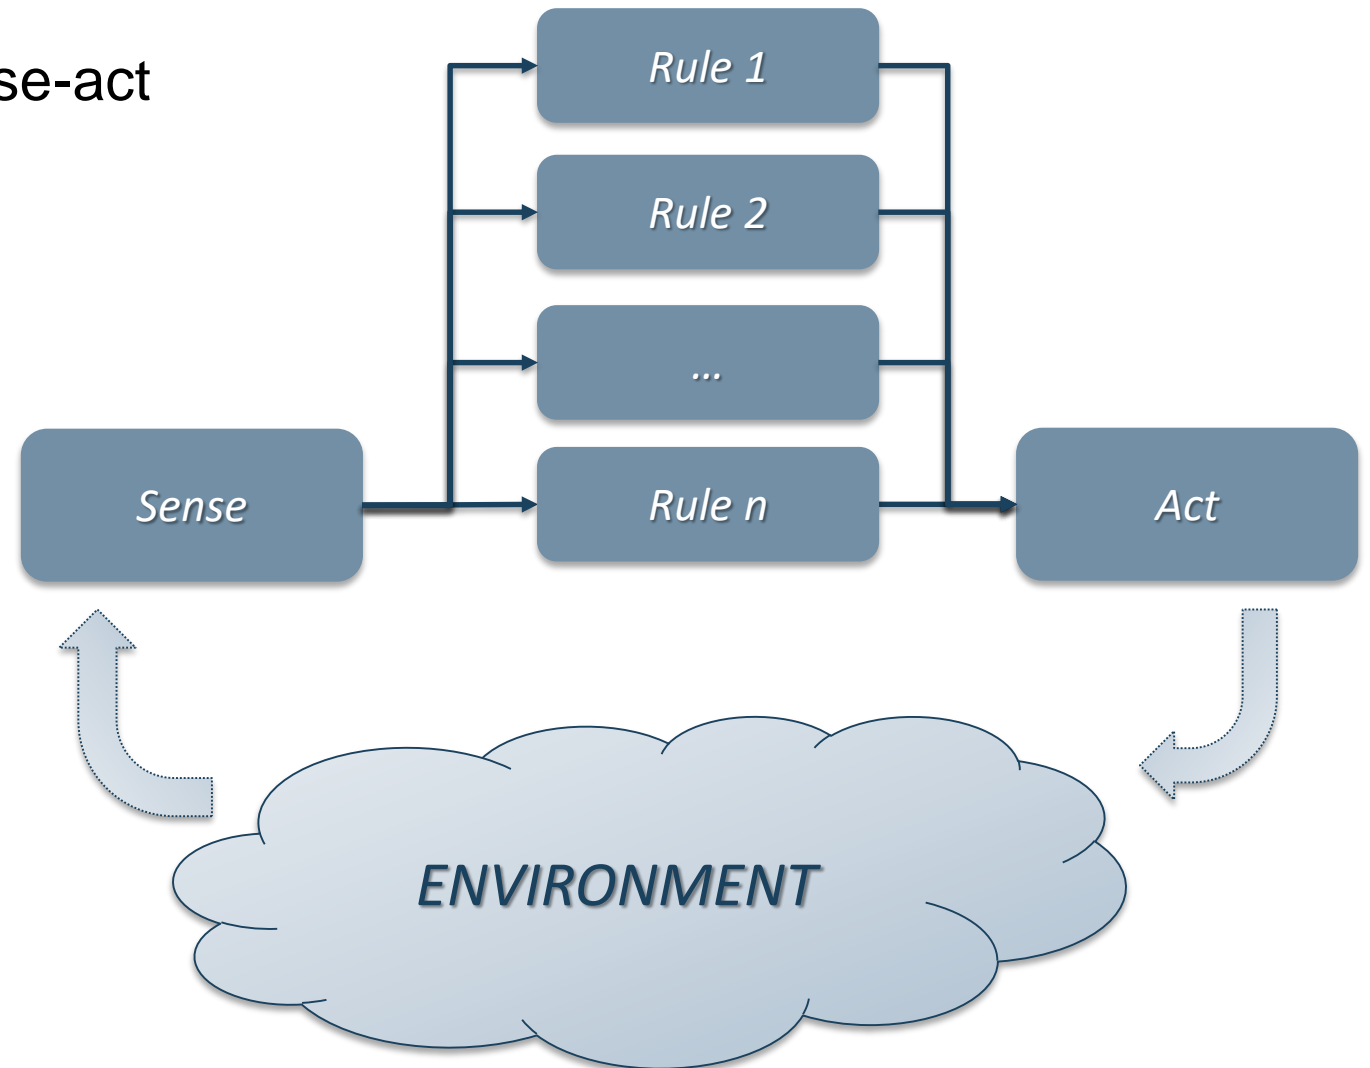 se-act
Rule 1
Rule 2
...
Rule n
Sense
Act
ENVIRONMENT